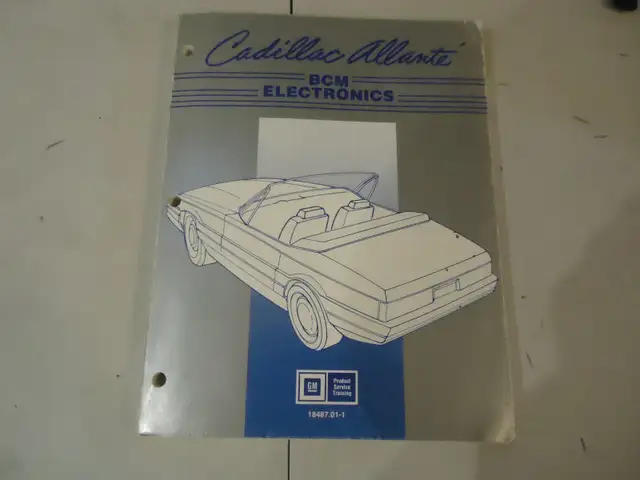 Cadillac Allanté
BCM
ELECTRONICS
GM
Product
Service
Training
18487.01-1